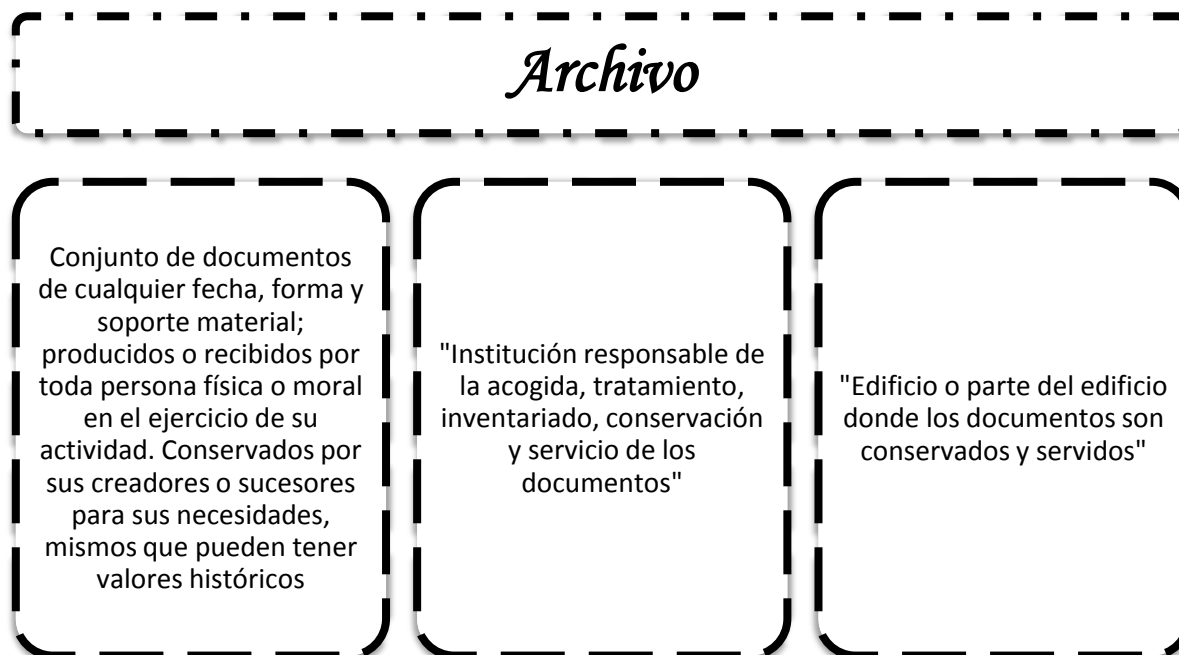 Archivo
Conjunto de documentos
de cualquier fecha, forma y
soporte material;
producidos o recibidos por
toda persona física o moral
en el ejercicio de su
actividad. Conservados por
sus creadores o sucesores
para sus necesidades,
mismos que pueden tener
valores históricos
"Institución responsable de
la acogida, tratamiento,
inventariado, conservación
y servicio de los
documentos"
"Edificio o parte del edificio
donde los documentos son
conservados y servidos"